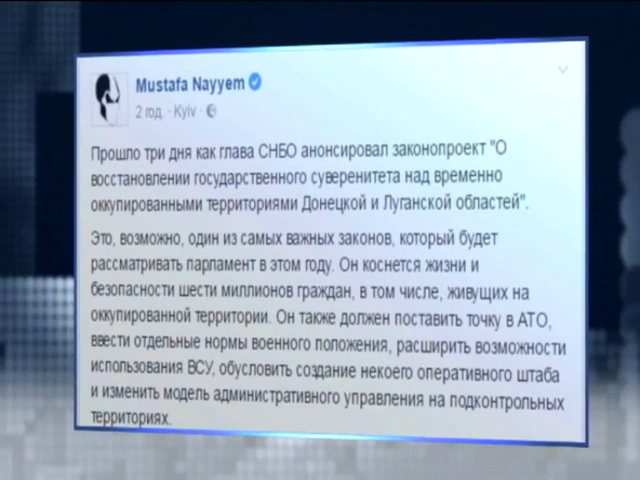 Mustafa Nayyem
2 год. · Kyiv ·
Прошло три дня как глава СНБО анонсировал законопроект "О
восстановлении государственного суверенитета над временно
оккупированными территориями Донецкой и Луганской областей".
Это, возможно, один из самых важных законов, который будет
рассматривать парламент в этом году. Он коснется жизни и
безопасности шести миллионов граждан, в том числе, живущих на
оккупированной территории. Он также должен поставить точку в АТО,
ввести отдельные нормы военного положения, расширить возможности
использования ВСУ, обусловить создание некоего оперативного штаба
и изменить модель административного управления на подконтрольных
территориях.